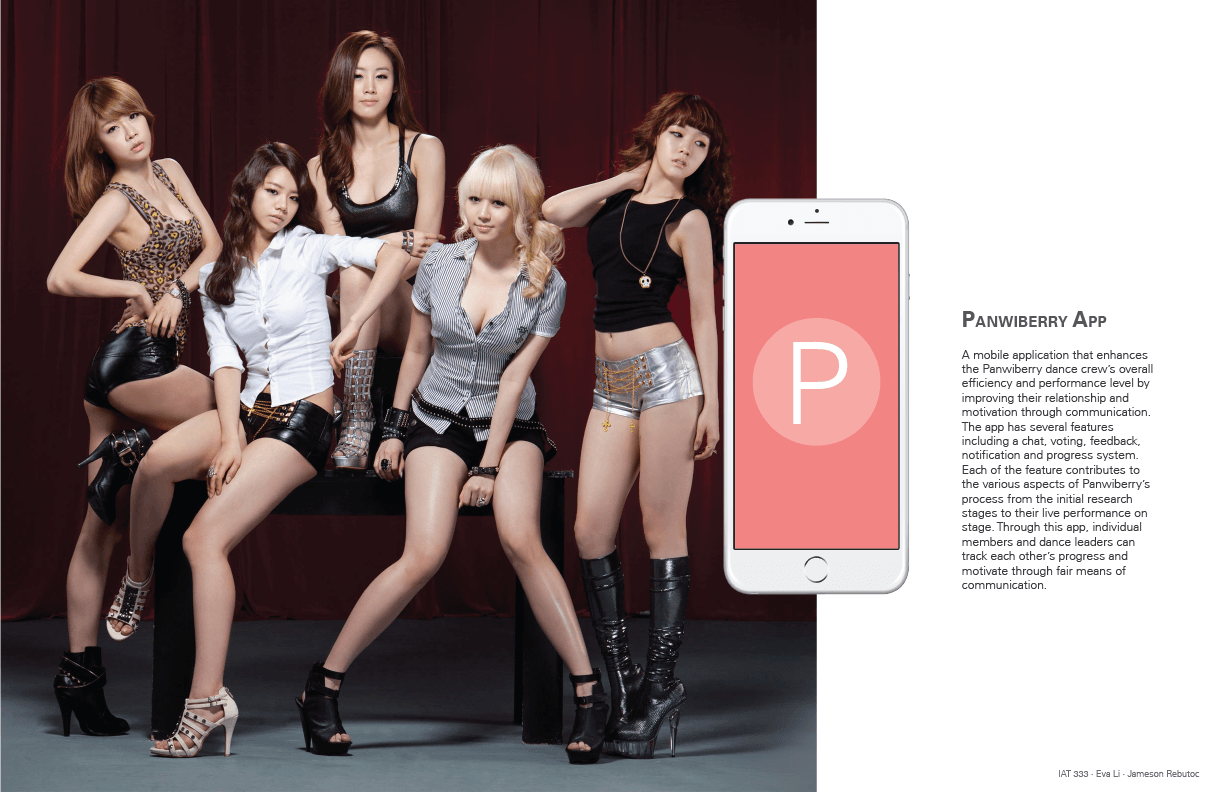 P
PANWIBERRY APP
A mobile application that enhances
the Panwiberry dance crew's overall
efficiency and performance level by
improving their relationship and
motivation through communication.
The app has several features
including a chat, voting, feedback,
notification and progress system.
Each of the feature contributes to
the various aspects of Panwiberry's
process from the initial research
stages to their live performance on
stage. Through this app, individual
members and dance leaders can
track each other's progress and
motivate through fair means of
communication.
IAT 333 · Eva Li · Jameson Rebutoc